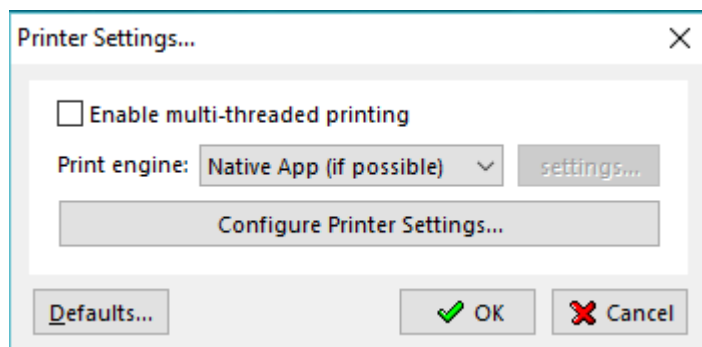 Printer Settings...
Enable multi-threaded printing
Print engine: Native App (if possible) settings...
Configure Printer Settings...
Defaults... OK Cancel